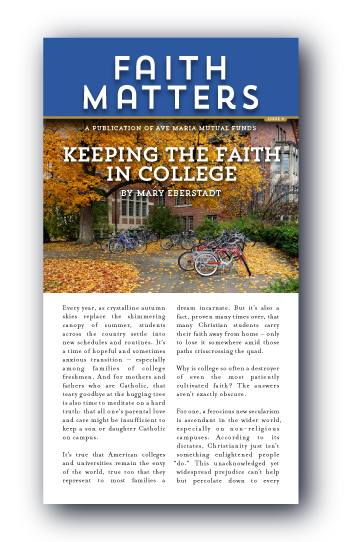 FAITH
MATTERS
A PUBLICATION OF AVE MARIA MUTUAL FUNDS
KEEPING THE FAITH
IN COLLEGE
BY MARY EBERSTADT
Every year, as crystalline autumn
skies replace the shimmering
canopy of summer, students
across the country settle into
new schedules and routines. It's
a time of hopeful and sometimes
anxious transition – especially
among families of college
freshmen. And for mothers and
fathers who are Catholic, that
teary goodbye at the hugging tree
is also time to meditate on a hard
truth: that all one's parental love
and care might be insufficient to
keep a son or daughter Catholic
on campus.
It's true that American colleges
and universities remain the envy
of the world, true too that they
represent to most families a
dream incarnate. But it's also a
fact, proven many times over, that
many Christian students carry
their faith away from home – only
to lose it somewhere amid those
paths crisscrossing the quad.
Why is college so often a destroyer
of even the most patiently
cultivated faith? The answers
aren't exactly obscure.
For one, a ferocious new secularism
is ascendant in the wider world,
especially on non-religious
campuses. According to its
dictates, Christianity just isn't
something enlightened people
"do." This unacknowledged yet
widespread prejudice can't help
but percolate down to every